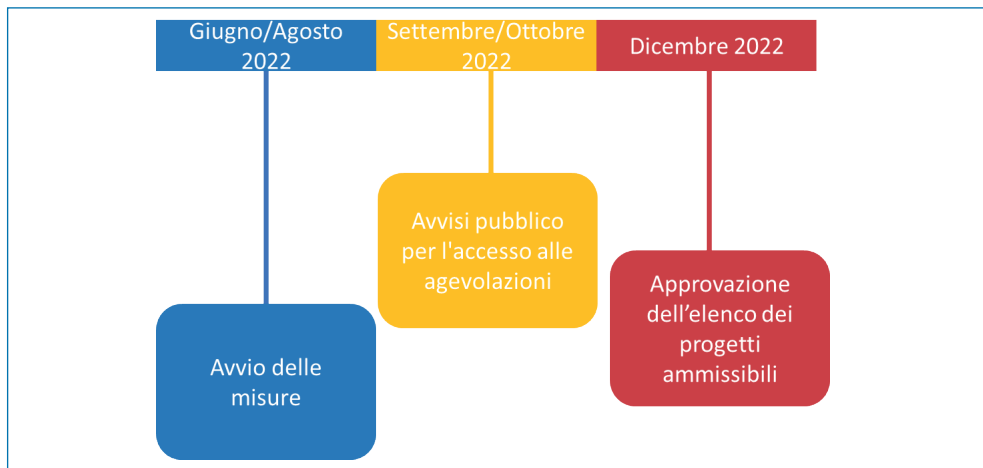 Giugno/Agosto
2022
Settembre/Ottobre
2022
Dicembre 2022
Avvio delle
misure
Avvisi pubblico
per l'accesso alle
agevolazioni
Approvazione
dell’elenco dei
progetti
ammissibili